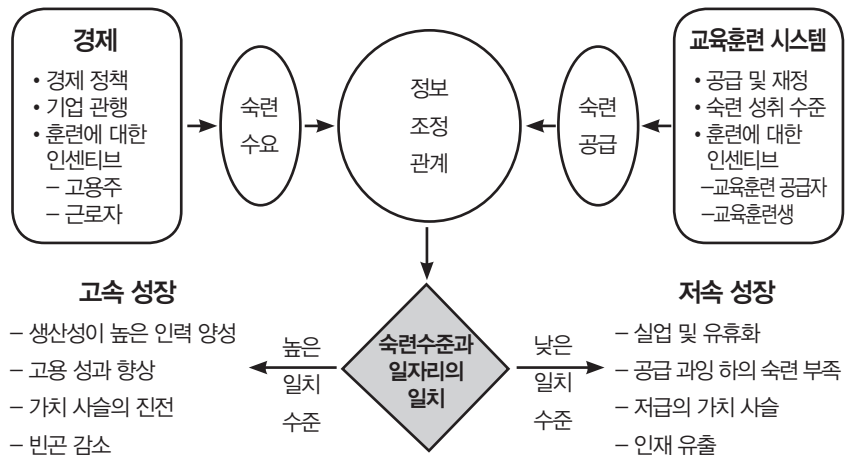 경제
• 경제 정책
• 기업 관행
• 훈련에 대한
인센티브
– 고용주
– 근로자
숙련
수요
정보
조정
관계
숙련
공급
교육훈련 시스템
• 공급 및 재정
• 숙련 성취 수준
• 훈련에 대한
인센티브
–교육훈련 공급자
–교육훈련생
고속 성장
– 생산성이 높은 인력 양성
– 고용 성과 향상
– 가치 사슬의 진전
– 빈곤 감소
높은
일치
수준
숙련수준과
일자리의
일치
낮은
일치
수준
저속 성장
– 실업 및 유휴화
– 공급 과잉 하의 숙련 부족
– 저급의 가치 사슬
– 인재 유출